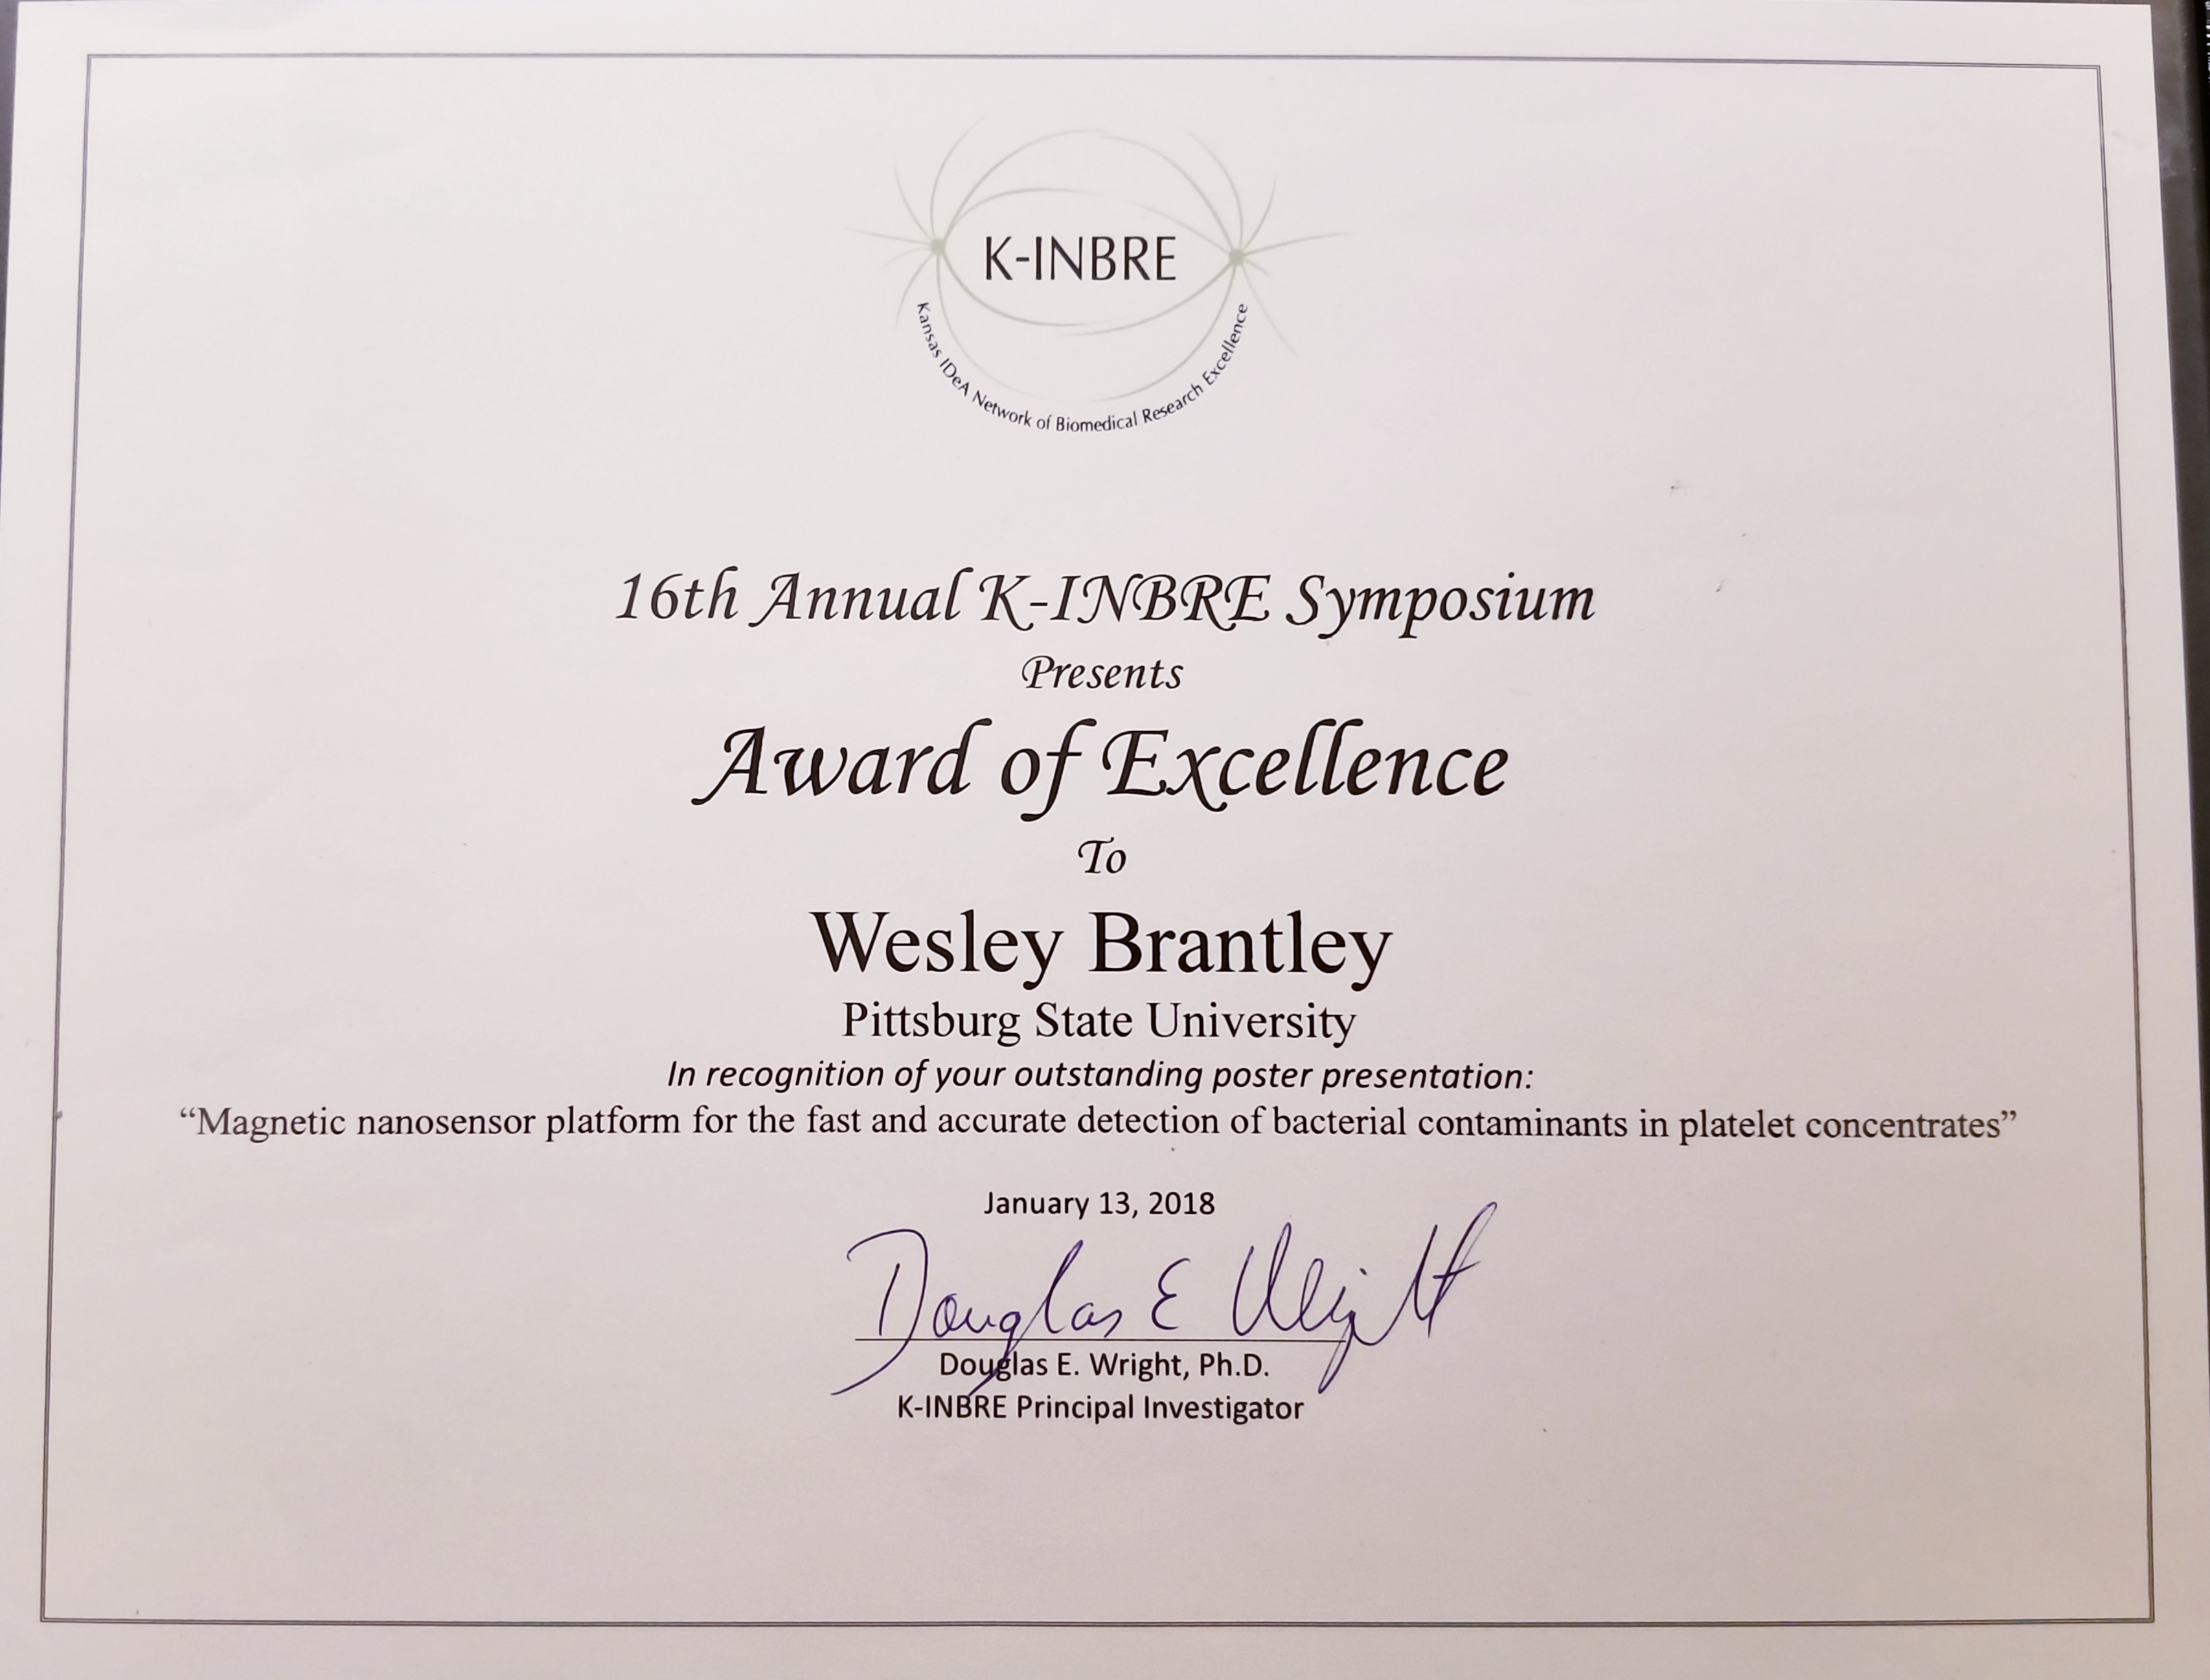 K-INBRE
Kansas IDeA Network of Biomedical Research Excellence
16th Annual K-INBRE Symposium
Presents
Award of Excellence
To
Wesley Brantley
Pittsburg State University
In recognition of your outstanding poster presentation:
“Magnetic nanosensor platform for the fast and accurate detection of bacterial contaminants in platelet concentrates”
January 13, 2018
Douglas E Wright
Douglas E. Wright, Ph.D.
K-INBRE Principal Investigator